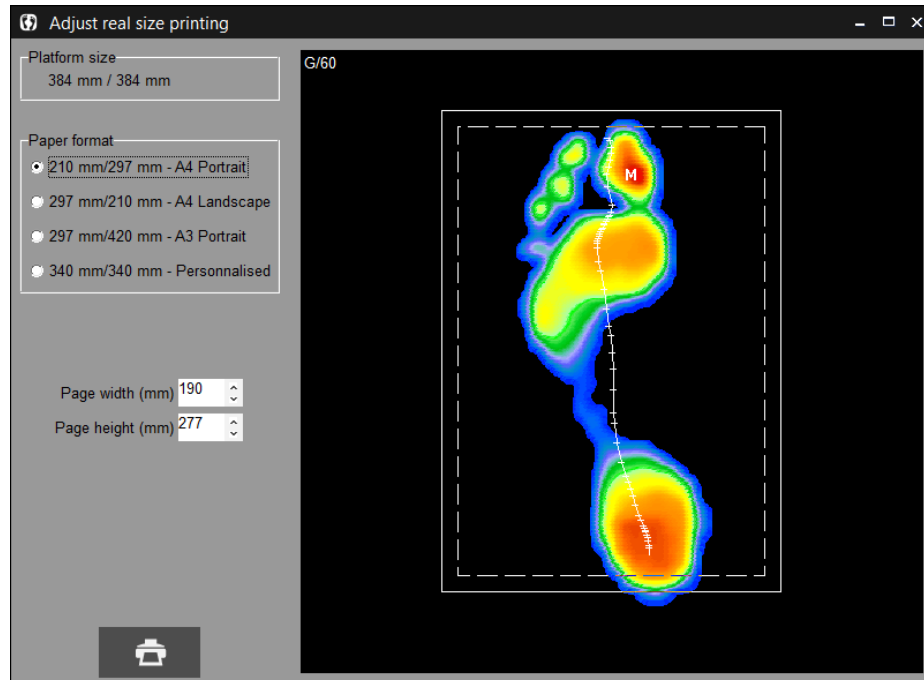 Adjust real size printing
Platform size
384 mm / 384 mm
Paper format
210 mm/297 mm - A4 Portrait
297 mm/210 mm - A4 Landscape
297 mm/420 mm - A3 Portrait
340 mm/340 mm - Personnalised
Page width (mm) 190
Page height (mm) 277
G/60
M